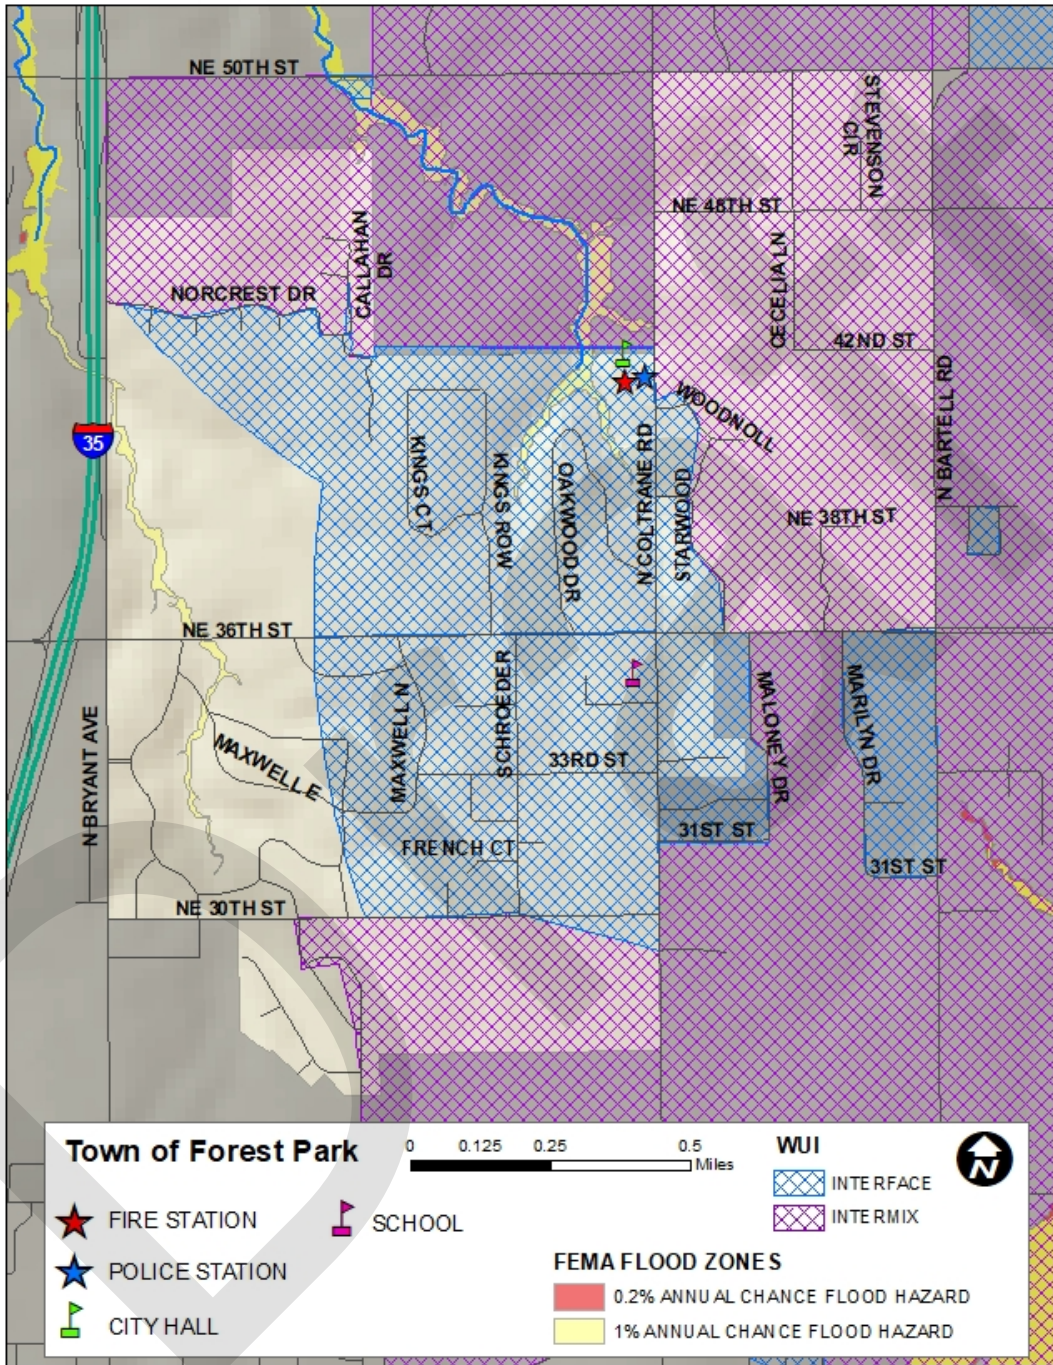 NE 50TH ST
STEVENSON CIR
NE 48TH ST
CALLAHAN DR
CECELIA LN
NORCREST DR
42ND ST
WOODNOLL
N BARTELL RD
35
KINGS CT
KINGS ROW
OAKWOOD DR
N COLTRANE RD
STARWOOD
NE 38TH ST
NE 36TH ST
N BRYANT AVE
MAXWELL E
MAXWELL N
SCHROEDER
MALONEY DR
MARILYN DR
33RD ST
31ST ST
FRENCH CT
31ST ST
NE 30TH ST
Town of Forest Park
0 0.125 0.25 0.5
Miles
WUI
N
INTERFACE
INTERMIX
FIRE STATION
SCHOOL
POLICE STATION
CITY HALL
FEMA FLOOD ZONES
0.2% ANNUAL CHANCE FLOOD HAZARD
1% ANNUAL CHANCE FLOOD HAZARD